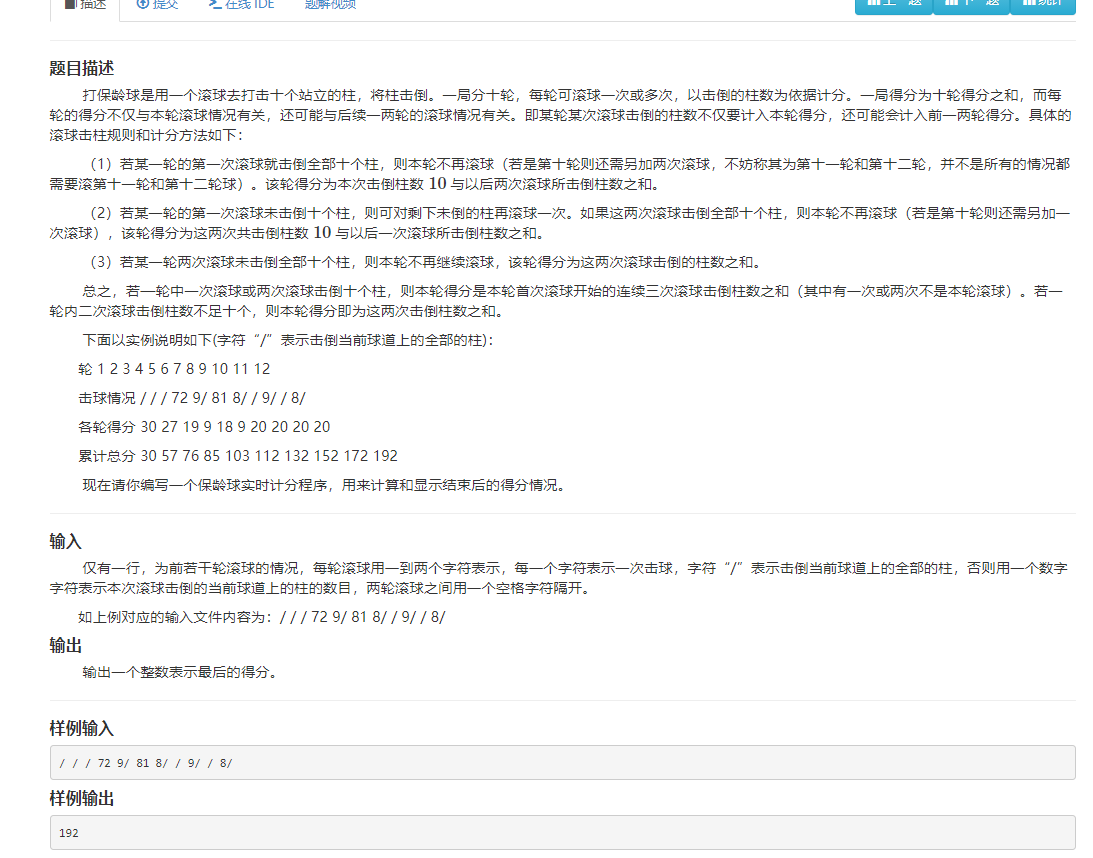 描述 提交 在线 IDE 题解视频 上一题 下一题 统计
题目描述
打保龄球是用一个滚球去打击十个站立的柱，将柱击倒。一局分十轮，每轮可滚球一次或多次，以击倒的柱数为依据计分。一局得分为十轮得分之和，而每
轮的得分不仅与本轮滚球情况有关，还可能与后续一两轮的滚球情况有关。即某轮某次滚球击倒的柱数不仅要计入本轮得分，还可能会计入前一两轮得分。具体的
滚球击柱规则和计分方法如下：
（1）若某一轮的第一次滚球就击倒全部十个柱，则本轮不再滚球（若是第十轮则还需另加两次滚球，不妨称其为第十一轮和第十二轮，并不是所有的情况都
需要滚第十一轮和第十二轮球）。该轮得分为本次击倒柱数 10 与以后两次滚球所击倒柱数之和。
（2）若某一轮的第一次滚球未击倒十个柱，则可对剩下未倒的柱再滚球一次。如果这两次滚球击倒全部十个柱，则本轮不再滚球（若是第十轮则还需另加一
次滚球），该轮得分为这两次共击倒柱数 10 与以后一次滚球所击倒柱数之和。
（3）若某一轮两次滚球未击倒全部十个柱，则本轮不再继续滚球，该轮得分为这两次滚球击倒的柱数之和。
总之，若一轮中一次滚球或两次滚球击倒十个柱，则本轮得分是本轮首次滚球开始的连续三次滚球击倒柱数之和（其中有一次或两次不是本轮滚球）。若一
轮内二次滚球击倒柱数不足十个，则本轮得分即为这两次击倒柱数之和。
下面以实例说明如下(字符“/”表示击倒当前球道上的全部的柱)：
轮 1 2 3 4 5 6 7 8 9 10 11 12
击球情况 / / / 72 9/ 81 8/ / 9/ / 8/
各轮得分 30 27 19 9 18 9 20 20 20 20
累计总分 30 57 76 85 103 112 132 152 172 192
现在请你编写一个保龄球实时计分程序，用来计算和显示结束后的得分情况。
输入
仅有一行，为前若干轮滚球的情况，每轮滚球用一到两个字符表示，每一个字符表示一次击球，字符“/”表示击倒当前球道上的全部的柱，否则用一个数字
字符表示本次滚球击倒的当前球道上的柱的数目，两轮滚球之间用一个空格字符隔开。
如上例对应的输入文件内容为：/ / / 72 9/ 81 8/ / 9/ / 8/
输出
输出一个整数表示最后的得分。
样例输入
/ / / 72 9/ 81 8/ / 9/ / 8/
样例输出
192